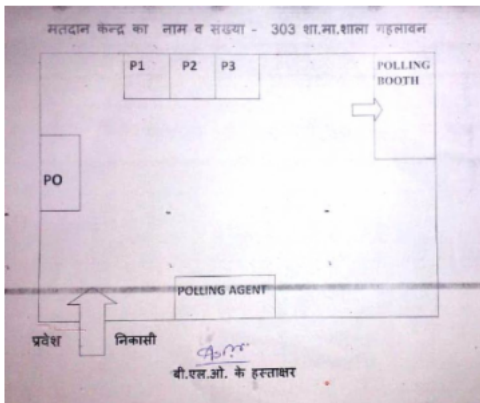 मतदान केन्द्र का नाम व संख्या - 303 शा.मा.शाला गहलावन
P1 P2 P3
POLLING
BOOTH
PO
POLLING AGENT
प्रवेश निकासी
बी.एल.ओ. के हस्ताक्षर